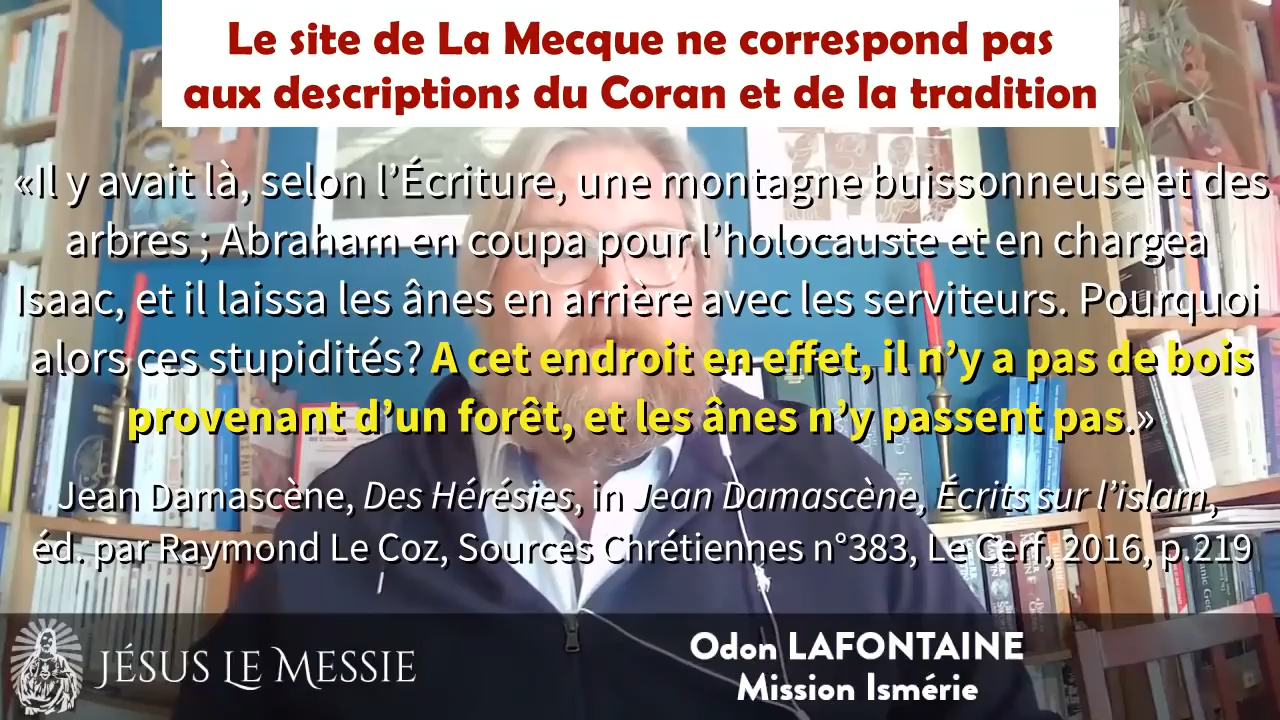 Le site de La Mecque ne correspond pas
aux descriptions du Coran et de la tradition
«Il y avait là, selon l’Écriture, une montagne buissonneuse et des
arbres ; Abraham en coupa pour l’holocauste et en chargea
Isaac, et il laissa les ânes en arrière avec les serviteurs. Pourquoi
alors ces stupidités? A cet endroit en effet, il n’y a pas de bois
provenant d’un forêt, et les ânes n’y passent pas.»
Jean Damascène, Des Hérésies, in Jean Damascène, Écrits sur l’islam,
éd. par Raymond Le Coz, Sources Chrétiennes n°383, Le Cerf, 2016, p.219
JÉSUS LE MESSIE
Odon LAFONTAINE
Mission Ismérie